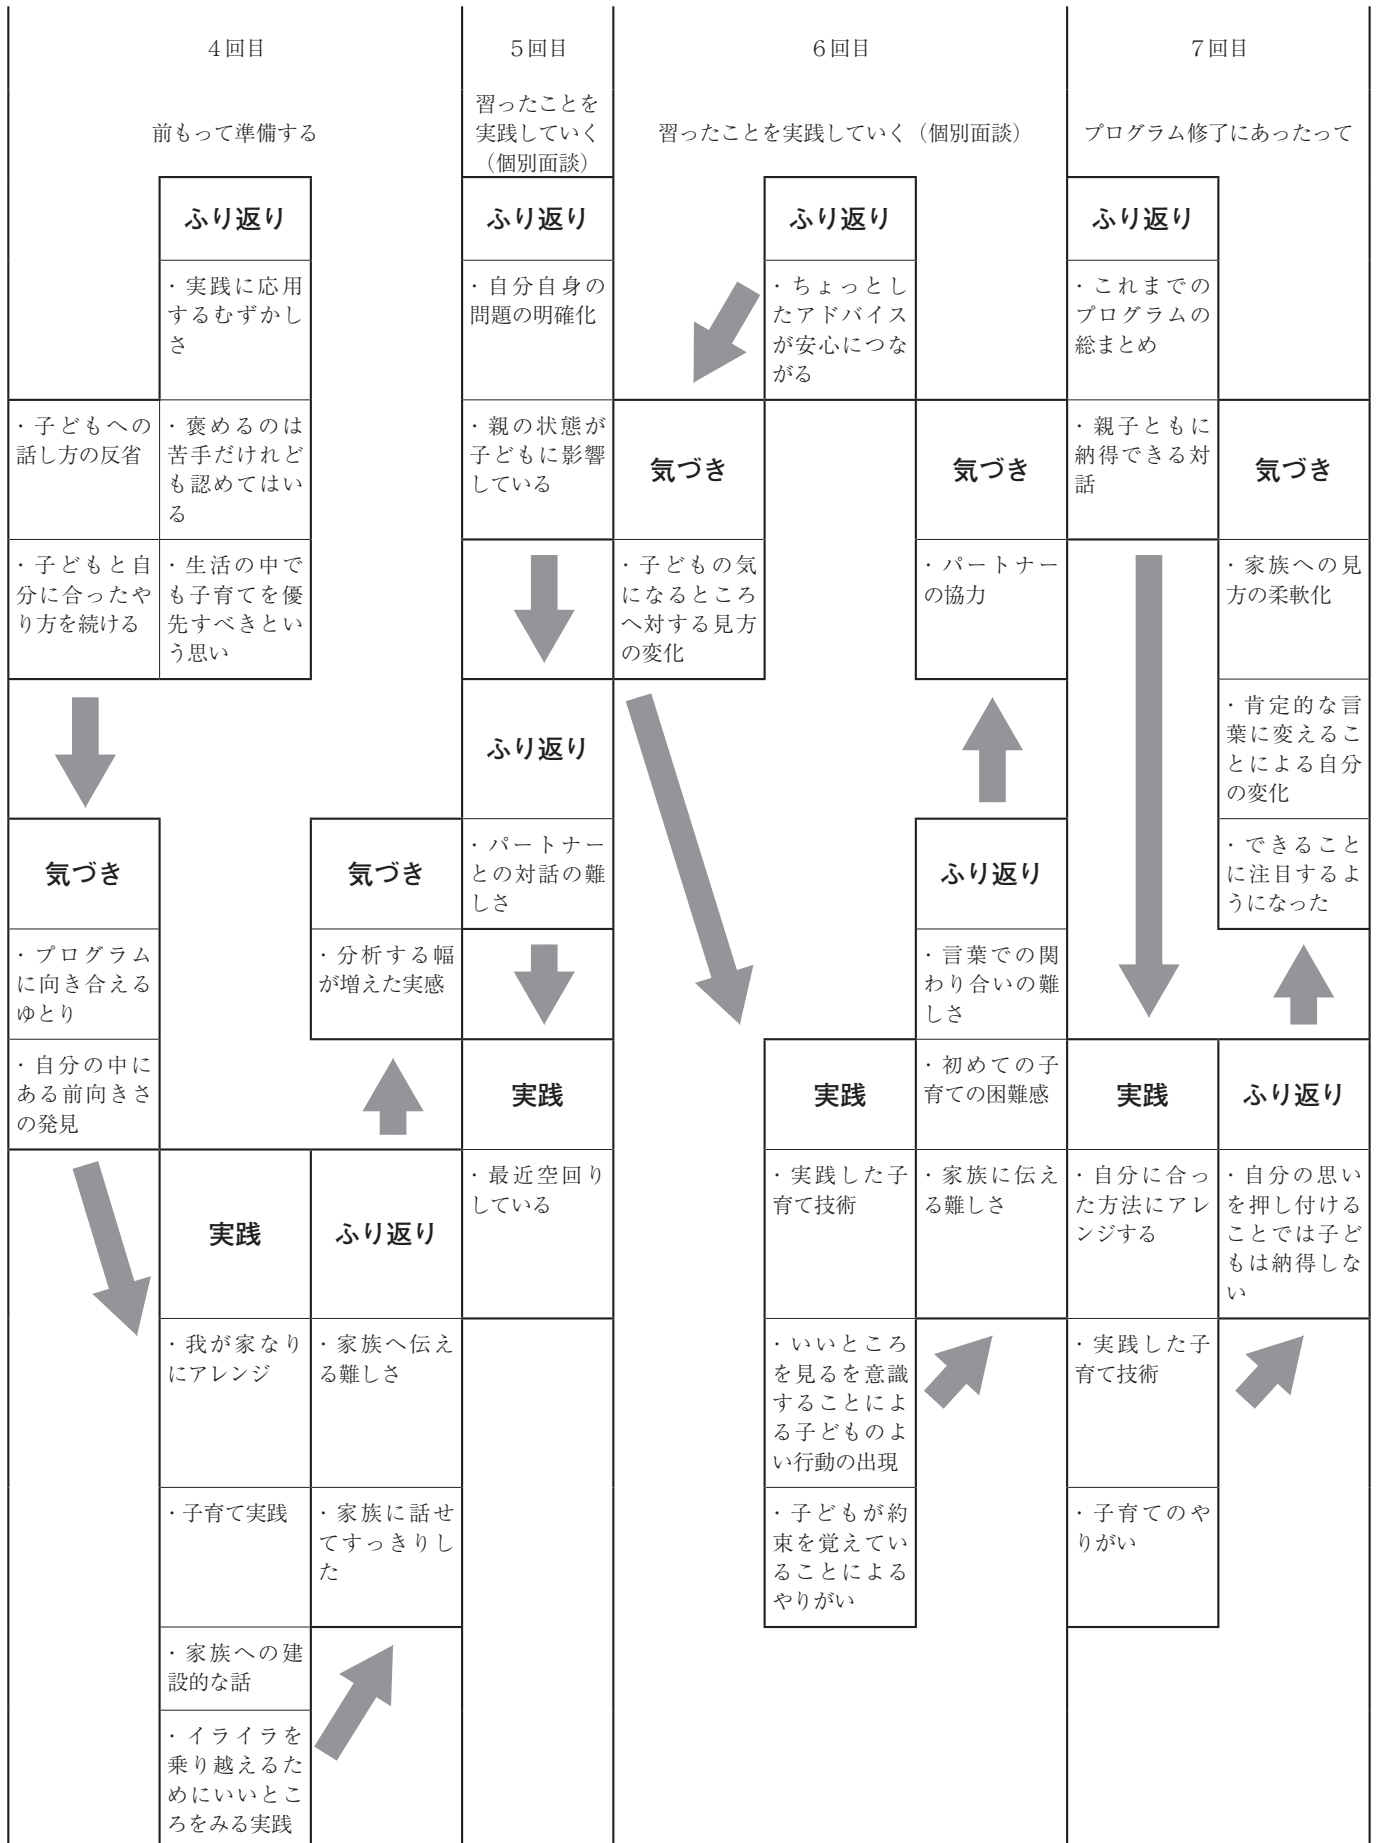 ４回目
前もって準備する
ふり返り
・実践に応用
するむずかし
さ
・子どもへの
話し方の反省
・褒めるのは
苦手だけれど
も認めてはい
る
・子どもと自
分に合ったや
り方を続ける
・生活の中で
も子育てを優
先すべきとい
う思い
気づき
・プログラム
に向き合える
ゆとり
・自分の中に
ある前向きさ
の発見
実践
・我が家なり
にアレンジ
・子育て実践
・家族への建
設的な話
・イライラを
乗り越えるた
めにいいとこ
ろをみる実践
ふり返り
・家族へ伝え
る難しさ
・家族に話せ
てすっきりし
た
気づき
・分析する幅
が増えた実感
５回目
習ったことを
実践していく
（個別面談）
ふり返り
・自分自身の
問題の明確化
・親の状態が
子どもに影響
している
ふり返り
・パートナー
との対話の難
しさ
実践
・最近空回り
している
６回目
習ったことを実践していく（個別面談）
ふり返り
・ちょっとし
たアドバイス
が安心につな
がる
気づき
・子どもの気
になるところ
へ対する見方
の変化
実践
・実践した子
育て技術
・いいところ
を見るを意識
することによ
る子どものよ
い行動の出現
・子どもが約
束を覚えてい
ることによる
やりがい
ふり返り
・言葉での関
わり合いの難
しさ
・初めての子
育ての困難感
・家族に伝え
る難しさ
気づき
・パートナー
の協力
７回目
プログラム修了にあったって
ふり返り
・これまでの
プログラムの
総まとめ
・親子ともに
納得できる対
話
実践
・自分に合っ
た方法にアレ
ンジする
・実践した子
育て技術
・子育てのや
りがい
ふり返り
・自分の思い
を押し付ける
ことでは子ど
もは納得しな
い
気づき
・家族への見
方の柔軟化
・肯定的な言
葉に変えるこ
とによる自分
の変化
・できること
に注目するよ
うになった